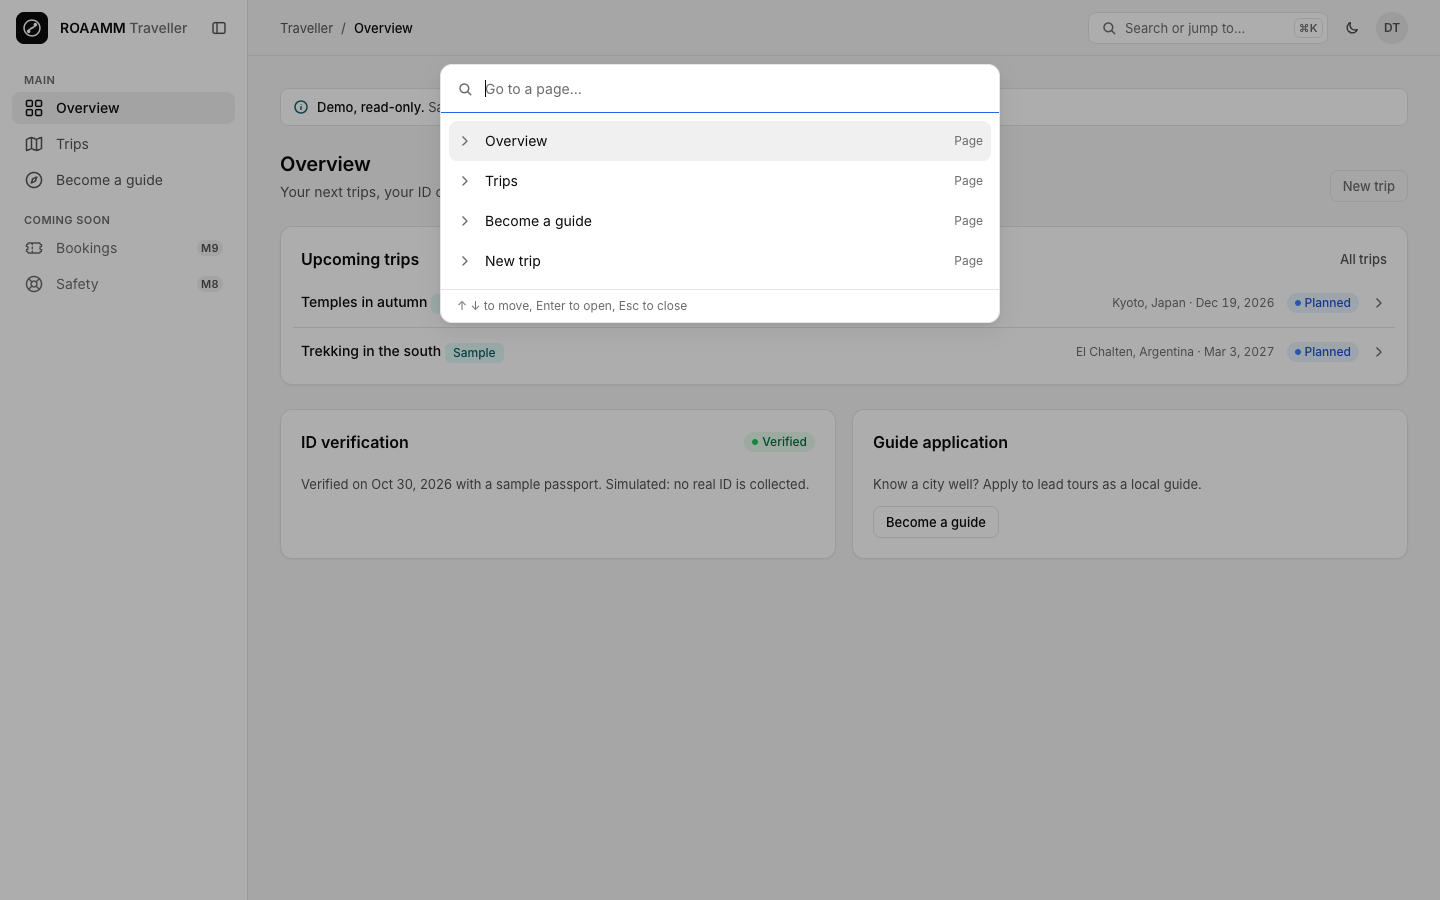 ROAAMM Traveller
Traveller / Overview
Search or jump to...
⌘K
DT
MAIN
Overview
Trips
Become a guide
COMING SOON
Bookings M9
Safety M8
Go to a page...
Overview Page
Trips Page
Become a guide Page
New trip Page
↑ ↓ to move, Enter to open, Esc to close
Demo, read-only.
Overview
Your next trips, your ID
New trip
Upcoming trips
All trips
Temples in autumn
Kyoto, Japan · Dec 19, 2026 Planned
Trekking in the south Sample
El Chalten, Argentina · Mar 3, 2027 Planned
ID verification
Verified
Verified on Oct 30, 2026 with a sample passport. Simulated: no real ID is collected.
Guide application
Know a city well? Apply to lead tours as a local guide.
Become a guide